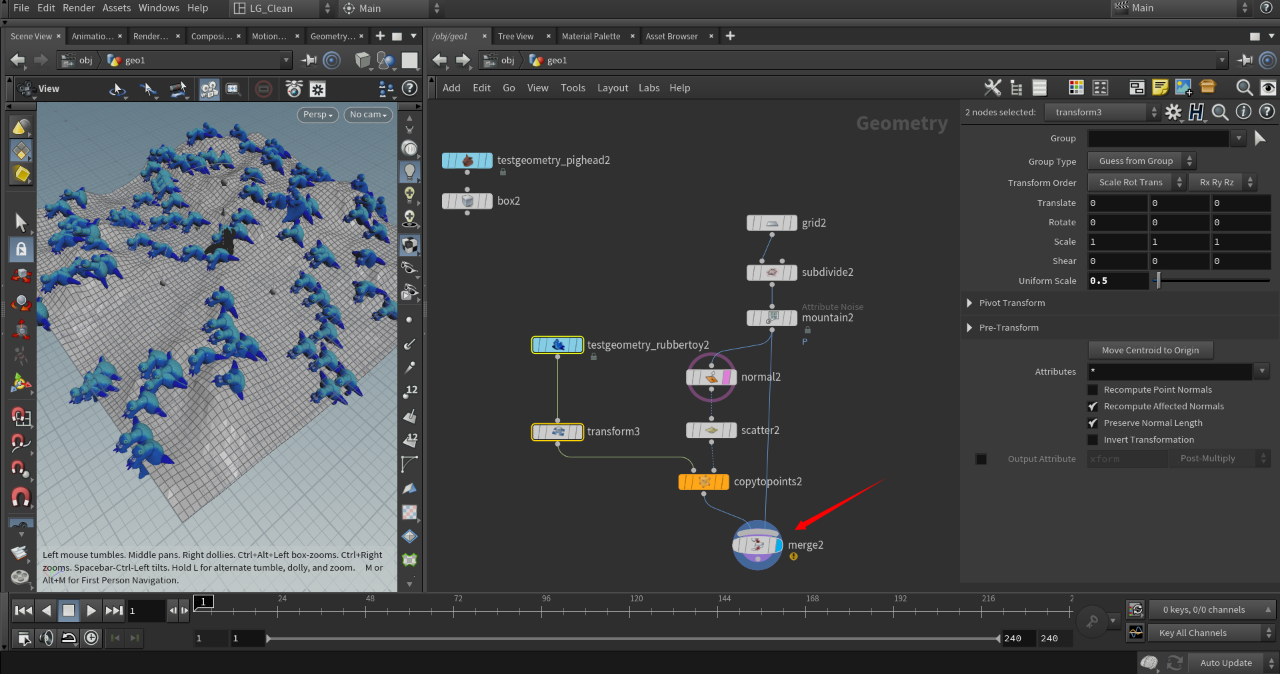 File Edit Render Assets Windows Help LG_Clean Main Main
Scene View Animatio... Render... Composi... Motion... Geometry...
/obj/geo1 Tree View Material Palette Asset Browser
obj geo1
obj geo1
View
Persp No cam
Add Edit Go View Tools Layout Labs Help
Geometry
testgeometry_pighead2
box2
grid2
subdivide2
Attribute Noise
mountain2
P
testgeometry_rubbertoy2
normal2
transform3
scatter2
copytopoints2
merge2
12
12
2 nodes selected: transform3
Group
Group Type Guess from Group
Transform Order Scale Rot Trans Rx Ry Rz
Translate 0 0 0
Rotate 0 0 0
Scale 1 1 1
Shear 0 0 0
Uniform Scale 0.5
Pivot Transform
Pre-Transform
Move Centroid to Origin
Attributes *
Recompute Point Normals
Recompute Affected Normals
Preserve Normal Length
Invert Transformation
Output Attribute xform Post-Multiply
Left mouse tumbles. Middle pans. Right dollies. Ctrl+Alt+Left box-zooms. Ctrl+Right
zooms. Spacebar-Ctrl-Left tilts. Hold L for alternate tumble, dolly, and zoom. M or
Alt+M for First Person Navigation.
1 1 24 48 72 96 120 144 168 192 216 2
0 keys, 0/0 channels
1 1 240 240
Key All Channels
Auto Update